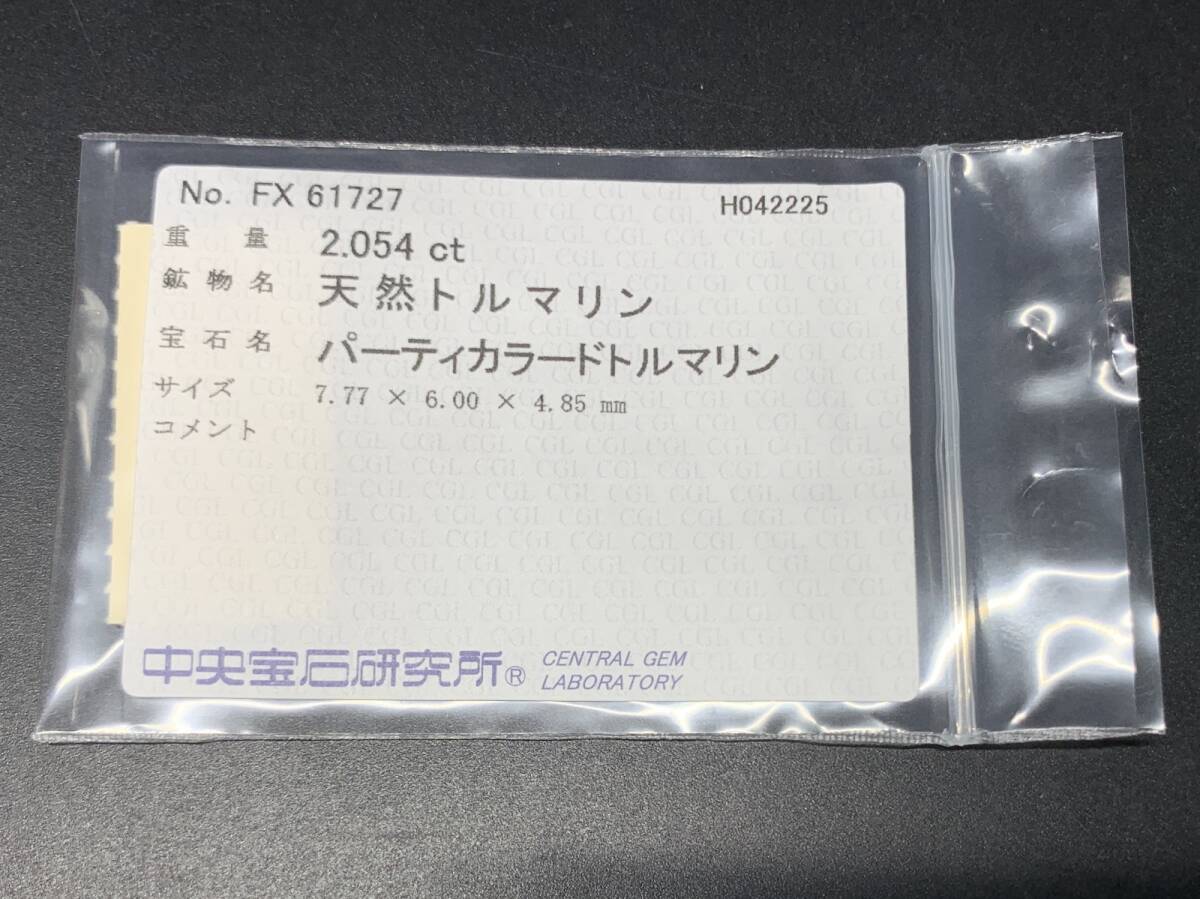 No. FX 61727 H042225
重量 2.054 ct
鉱物名 天然トルマリン
宝石名 パーティカラードトルマリン
サイズ 7.77 × 6.00 × 4.85 mm
コメント
中央宝石研究所® CENTRAL GEM
LABORATORY